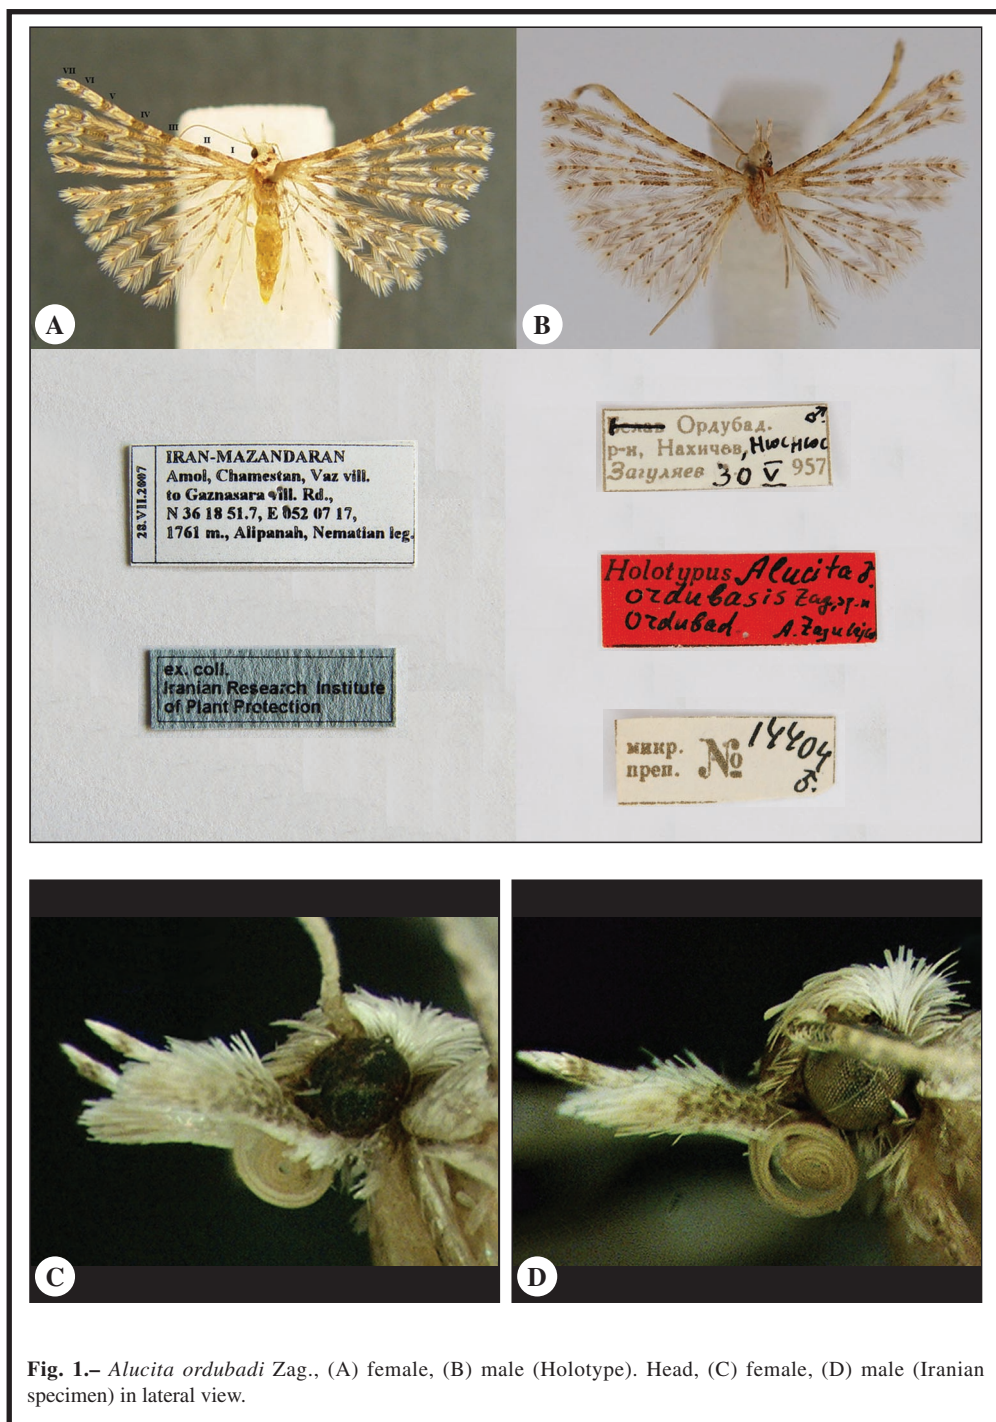 VII
VI
V
IV
III
II
I
A
B
28.VII.2007
IRAN-MAZANDARAN
Amol, Chamestan, Vaz vill.
to Gaznasara vill. Rd.,
N 36 18 51.7, E 052 07 17,
1761 m., Alipanah, Nematian leg.
ex. coll.
Iranian Research Institute
of Plant Protection
Ордубад. ♂
р-н, Нахичев,
Загуляев 30 V 957
Holotypus Alucita ♂.
ordubasis Zag, sp. n
Ordubad. A. Zagulajev
микр. 14404
преп. № ♂.
C
D
Fig. 1.– Alucita ordubadi Zag., (A) female, (B) male (Holotype). Head, (C) female, (D) male (Iranian
specimen) in lateral view.